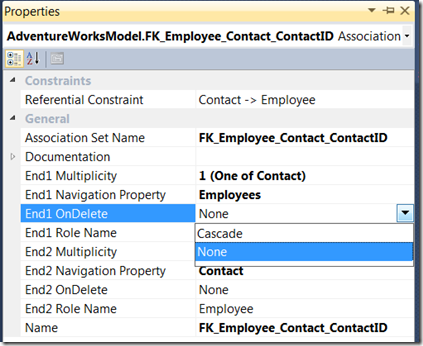 Properties
AdventureWorksModel.FK_Employee_Contact_ContactID Association
Constraints
Referential Constraint Contact -> Employee
General
Association Set Name FK_Employee_Contact_ContactID
Documentation
End1 Multiplicity 1 (One of Contact)
End1 Navigation Property Employees
End1 OnDelete None
End1 Role Name Cascade
End2 Multiplicity None
End2 Navigation Property Contact
End2 OnDelete None
End2 Role Name Employee
Name FK_Employee_Contact_ContactID